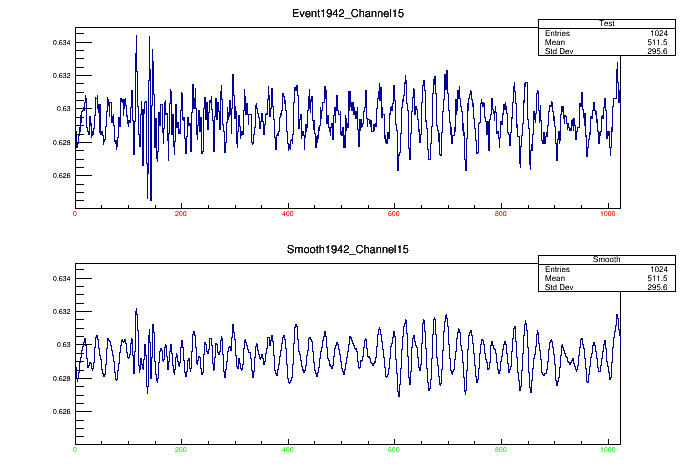 Event1942_Channel15
Test
Entries 1024
Mean 511.5
Std Dev 295.6
0.634
0.632
0.63
0.628
0.626
0 200 400 600 800 1000
Smooth1942_Channel15
Smooth
Entries 1024
Mean 511.5
Std Dev 295.6
0.634
0.632
0.63
0.628
0.626
0 200 400 600 800 1000